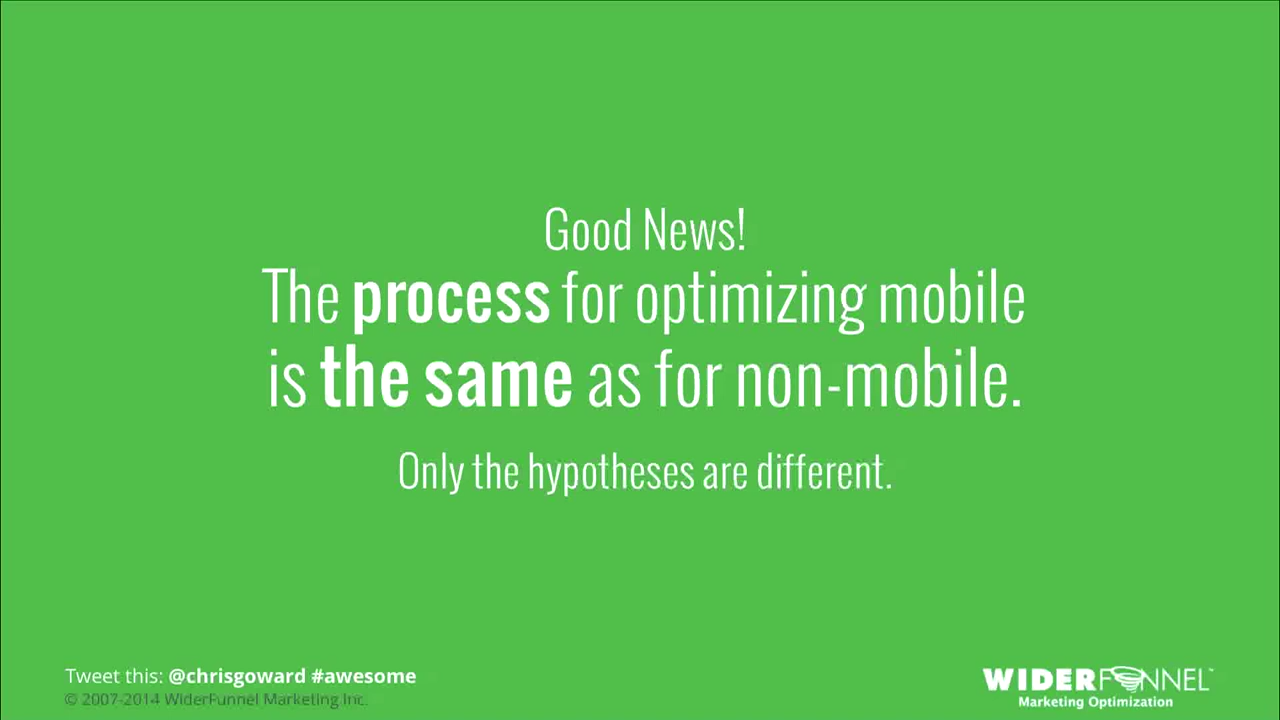 Good News!
The process for optimizing mobile
is the same as for non-mobile.
Only the hypotheses are different.
Tweet this: @chrisgoward #awesome
© 2007-2014 WiderFunnel Marketing Inc.
WIDERFUNNEL™
Marketing Optimization